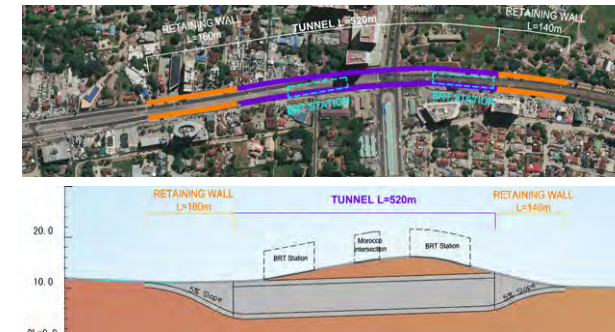 RETAINING WALL
L=180m
TUNNEL L=520m
RETAINING WALL
L=140m
BRT STATION
BRT STATION
RETAINING WALL
L=180m
TUNNEL L=520m
RETAINING WALL
L=140m
20.0
10.0
BRT Station
Morocco
Intersection
BRT Station
5% Slope
5% Slope